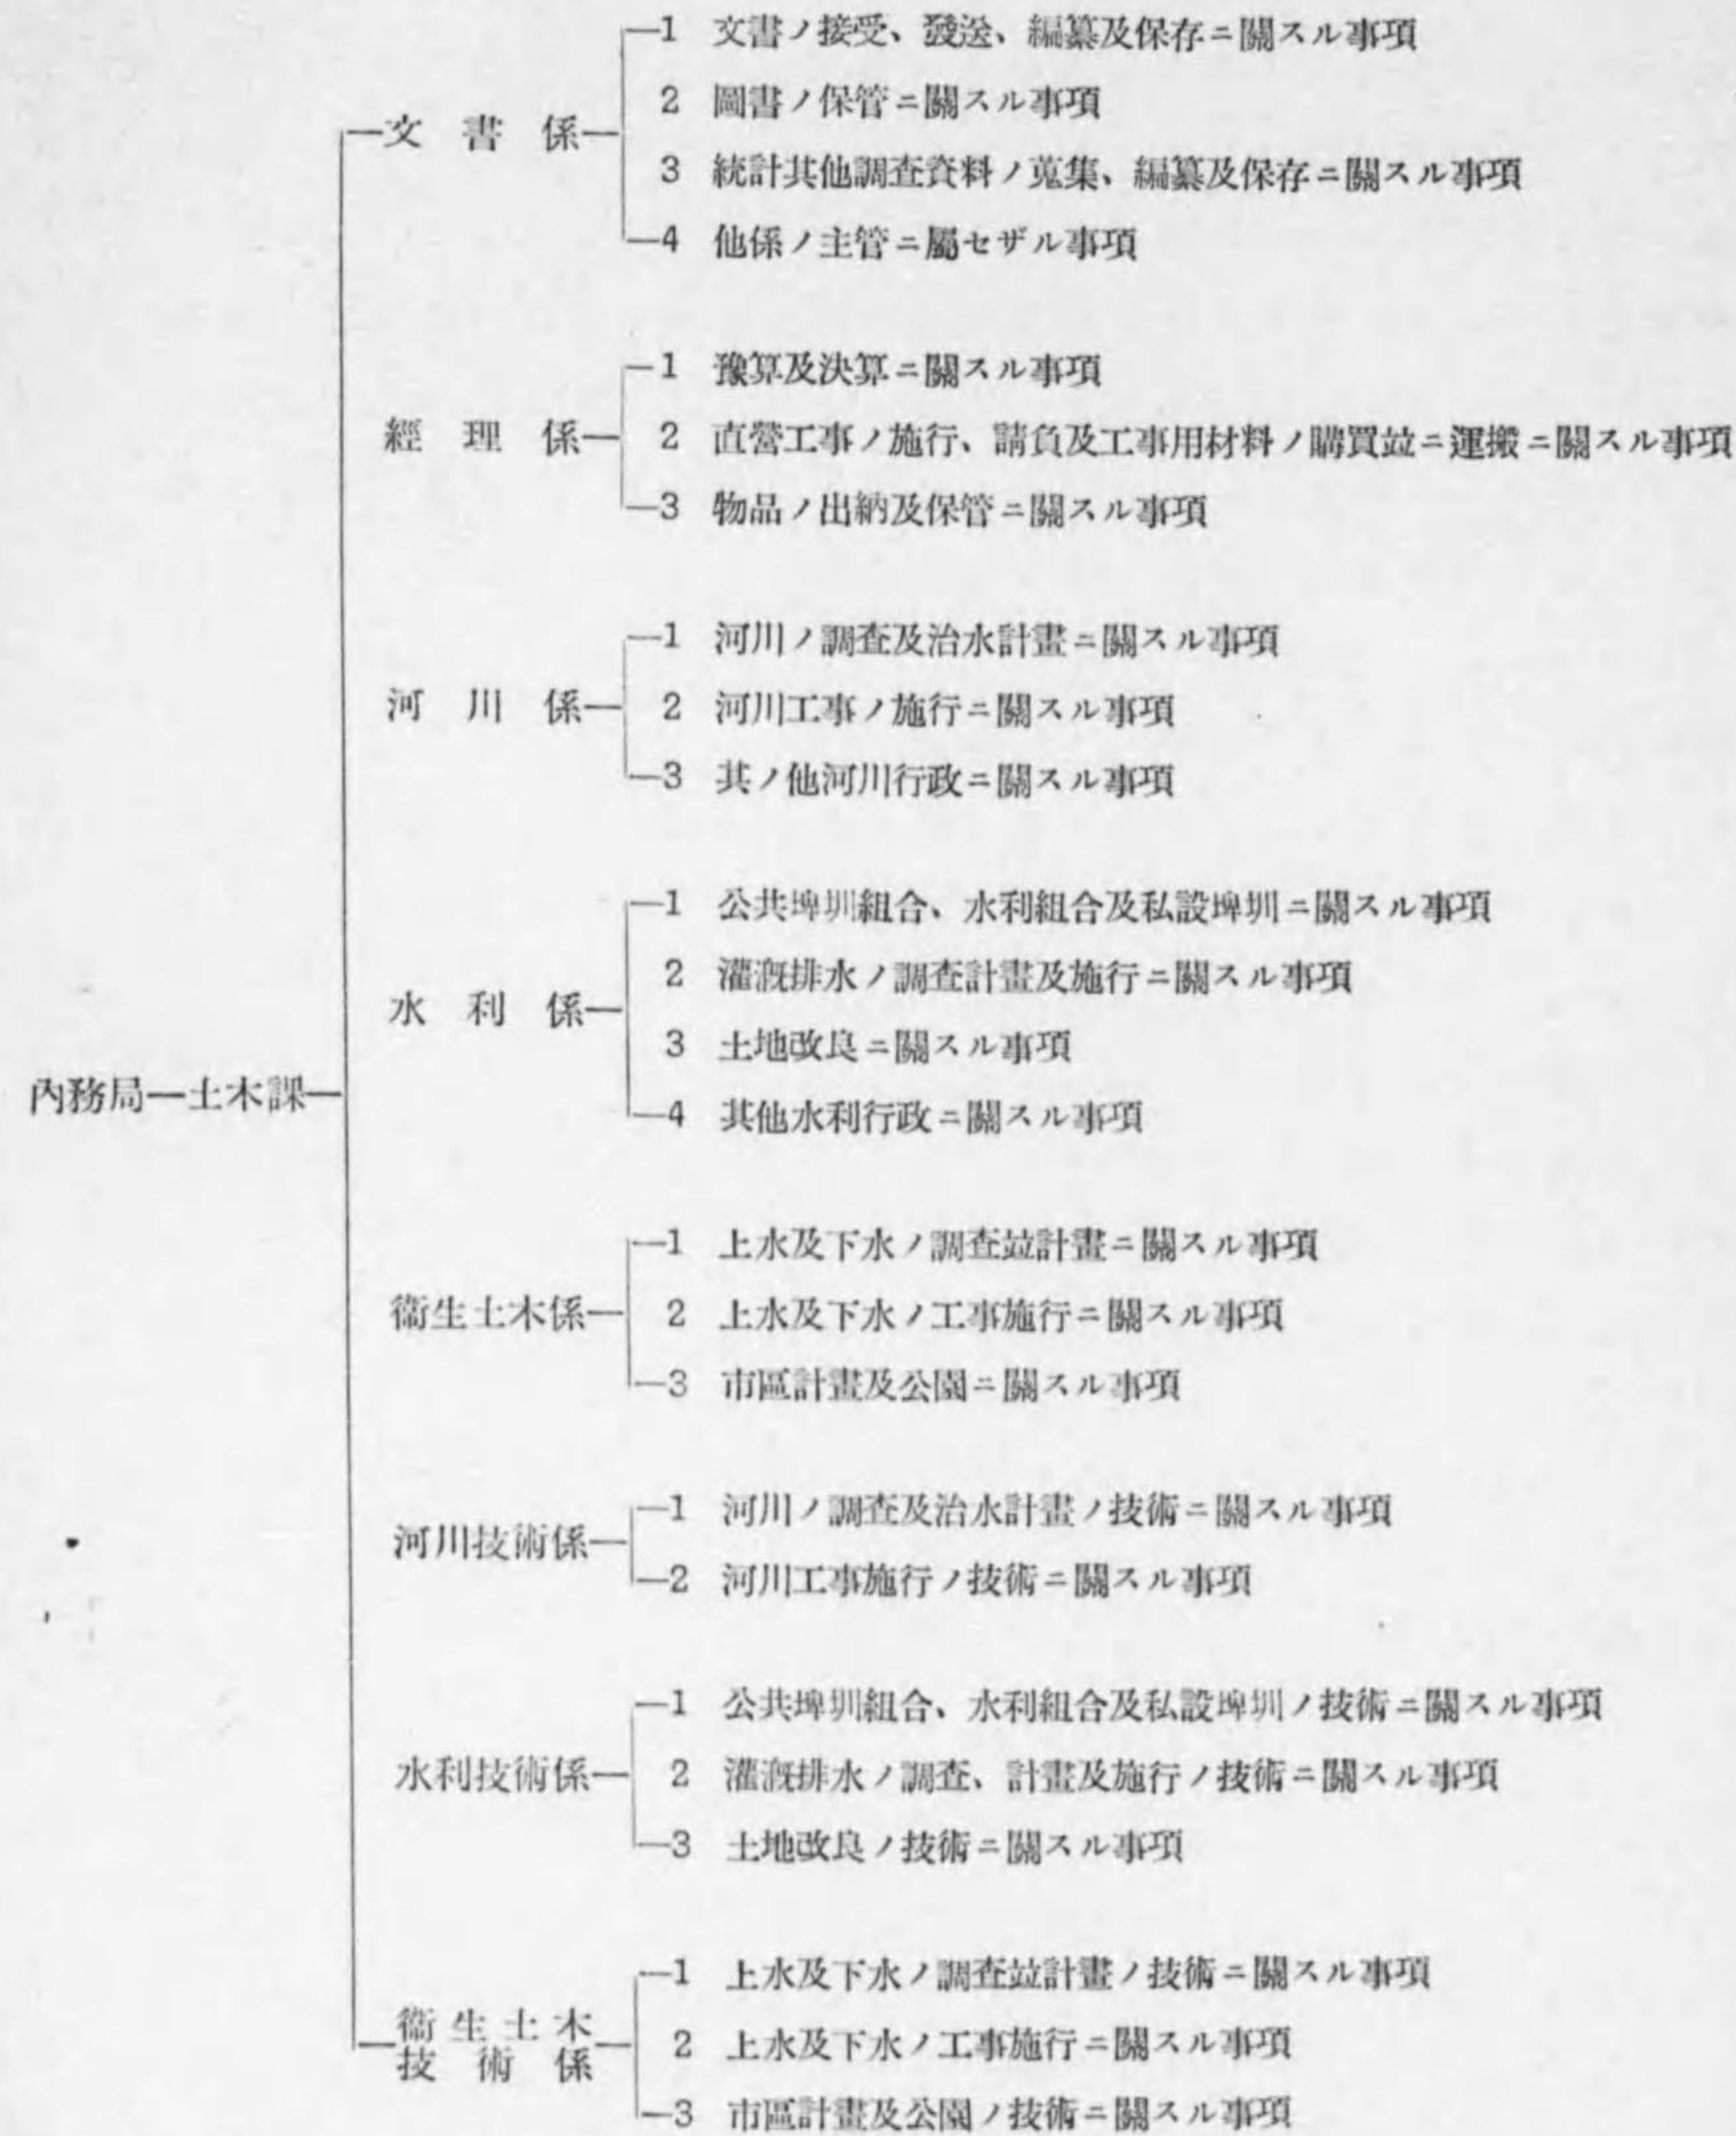 內務局―土木課
文書係
1 文書ノ接受、發送、編纂及保存ニ關スル事項
2 圖書ノ保管ニ關スル事項
3 統計其他調査資料ノ蒐集、編纂及保存ニ關スル事項
4 他係ノ主管ニ屬セザル事項
經理係
1 豫算及決算ニ關スル事項
2 直營工事ノ施行、請負及工事用材料ノ購買竝ニ運搬ニ關スル事項
3 物品ノ出納及保管ニ關スル事項
河川係
1 河川ノ調査及治水計畫ニ關スル事項
2 河川工事ノ施行ニ關スル事項
3 其ノ他河川行政ニ關スル事項
水利係
1 公共埤圳組合、水利組合及私設埤圳ニ關スル事項
2 灌漑排水ノ調査計畫及施行ニ關スル事項
3 土地改良ニ關スル事項
4 其他水利行政ニ關スル事項
衞生土木係
1 上水及下水ノ調査竝計畫ニ關スル事項
2 上水及下水ノ工事施行ニ關スル事項
3 市區計畫及公園ニ關スル事項
河川技術係
1 河川ノ調査及治水計畫ノ技術ニ關スル事項
2 河川工事施行ノ技術ニ關スル事項
水利技術係
1 公共埤圳組合、水利組合及私設埤圳ノ技術ニ關スル事項
2 灌漑排水ノ調査、計畫及施行ノ技術ニ關スル事項
3 土地改良ノ技術ニ關スル事項
衞生土木
技術係
1 上水及下水ノ調査竝計畫ノ技術ニ關スル事項
2 上水及下水ノ工事施行ニ關スル事項
3 市區計畫及公園ノ技術ニ關スル事項